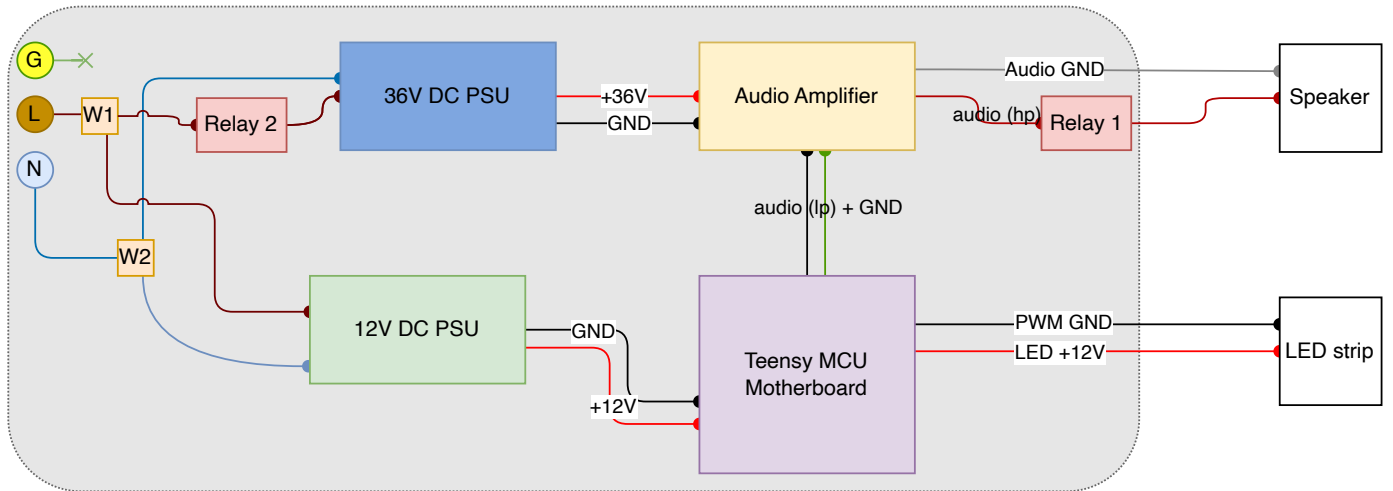 G
L
W1
Relay 2
N
W2
36V DC PSU
+36V
GND
Audio Amplifier
Audio GND
audio (hp)
Relay 1
Speaker
audio (lp) + GND
12V DC PSU
GND
+12V
Teensy MCU
Motherboard
PWM GND
LED +12V
LED strip